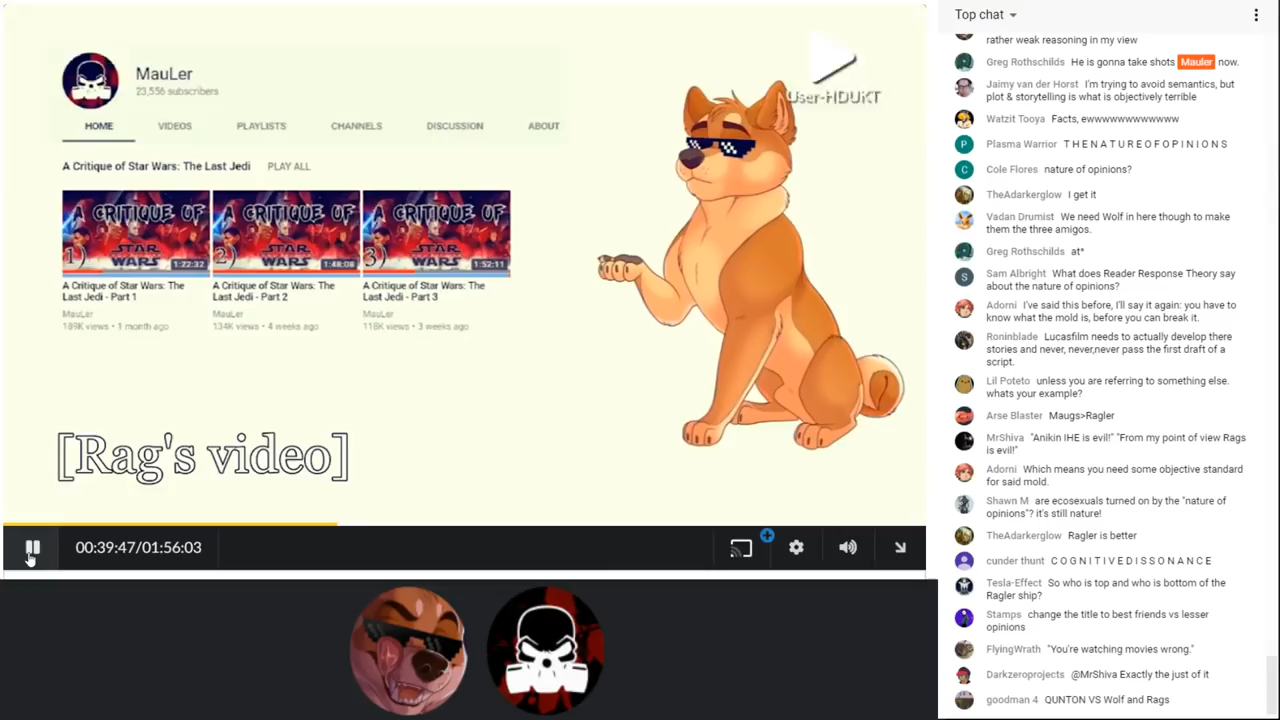 MauLer
23,556 subscribers
HOME VIDEOS PLAYLISTS CHANNELS DISCUSSION ABOUT
A Critique of Star Wars: The Last Jedi PLAY ALL
A CRITIQUE OF A CRITIQUE OF A CRITIQUE OF
1) STAR WARS 2) STAR WARS 3) STAR WARS
1:22:32 1:48:08 1:52:11
A Critique of Star Wars: The A Critique of Star Wars: The A Critique of Star Wars: The
Last Jedi - Part 1 Last Jedi - Part 2 Last Jedi - Part 3
MauLer MauLer MauLer
189K views • 1 month ago 134K views • 4 weeks ago 118K views • 3 weeks ago
User-HDUKT
[Rag's video]
00:39:47/01:56:03
Top chat
rather weak reasoning in my view
Greg Rothschilds He is gonna take shots Mauler now.
Jaimy van der Horst I'm trying to avoid semantics, but
plot & storytelling is what is objectively terrible
Watzit Tooya Facts, ewwwwwwwwwwwww
Plasma Warrior T H E N A T U R E O F O P I N I O N S
Cole Flores nature of opinions?
TheAdarkerglow I get it
Vadan Drumist We need Wolf in here though to make
them the three amigos.
Greg Rothschilds at*
Sam Albright What does Reader Response Theory say
about the nature of opinions?
Adorni I've said this before, I'll say it again: you have to
know what the mold is, before you can break it.
Roninblade Lucasfilm needs to actually develop there
stories and never, never,never pass the first draft of a
script.
Lil Poteto unless you are referring to something else.
whats your example?
Arse Blaster Maugs>Ragler
MrShiva "Anikin IHE is evil!" "From my point of view Rags
is evil!"
Adorni Which means you need some objective standard
for said mold.
Shawn M are ecosexuals turned on by the "nature of
opinions"? it's still nature!
TheAdarkerglow Ragler is better
cunder thunt C O G N I T I V E D I S S O N A N C E
Tesla-Effect So who is top and who is bottom of the
Ragler ship?
Stamps change the title to best friends vs lesser
opinions
FlyingWrath "You're watching movies wrong."
Darkzeroprojects @MrShiva Exactly the just of it
goodman 4 QUNTON VS Wolf and Rags